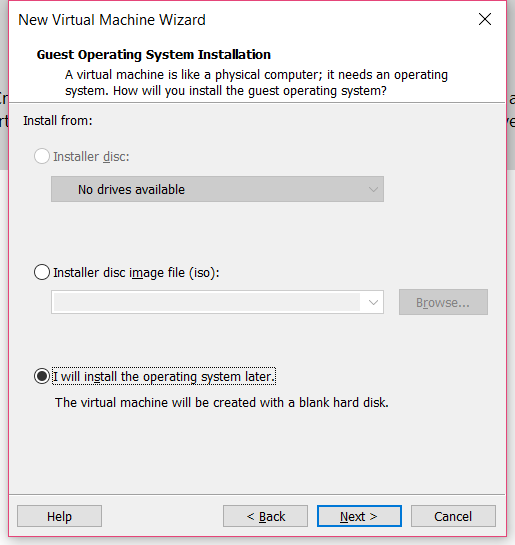 New Virtual Machine Wizard
Guest Operating System Installation
A virtual machine is like a physical computer; it needs an operating
system. How will you install the guest operating system?
Install from:
Installer disc:
No drives available
Installer disc image file (iso):
Browse...
I will install the operating system later.
The virtual machine will be created with a blank hard disk.
Help
< Back
Next >
Cancel